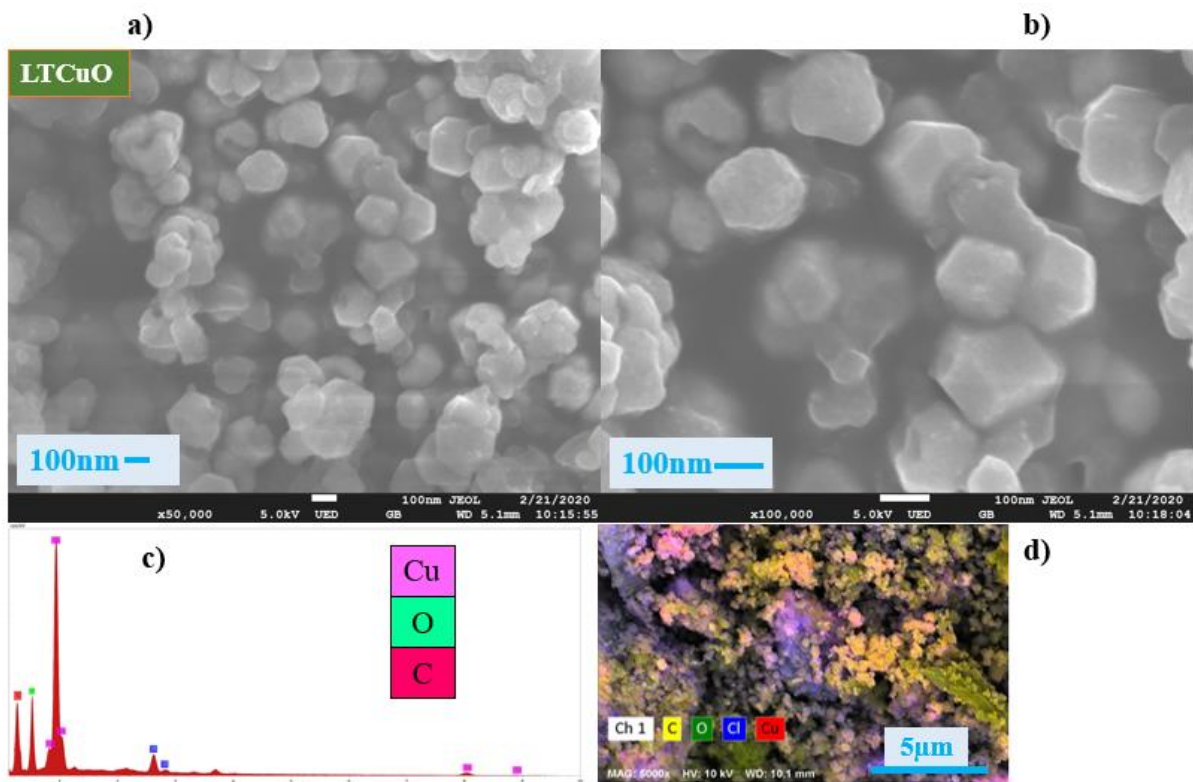 a)
b)
LTCuO
100nm
100nm
100nm JEOL 2/21/2020
x50,000 5.0kV UED GB WD 5.1mm 10:15:55
100nm JEOL 2/21/2020
x100,000 5.0kV UED GB WD 5.1mm 10:18:04
c)
Cu
O
C
d)
Ch 1 C O Cl Cu
5µm
MAG: 5000x HV: 10 kV WD: 10.1 mm